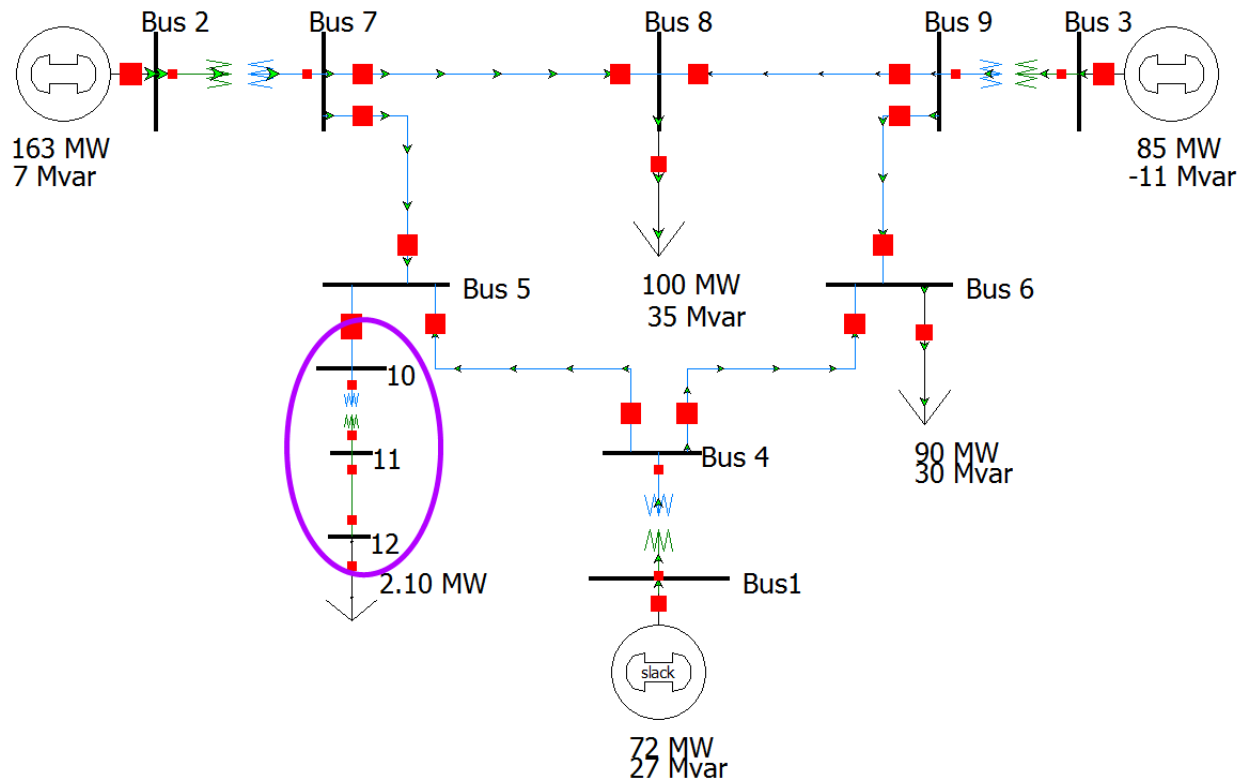 Bus 2
Bus 7
Bus 8
Bus 9
Bus 3
163 MW
7 Mvar
85 MW
-11 Mvar
Bus 5
100 MW
35 Mvar
Bus 6
10
11
Bus 4
90 MW
30 Mvar
12
2.10 MW
Bus1
slack
72 MW
27 Mvar